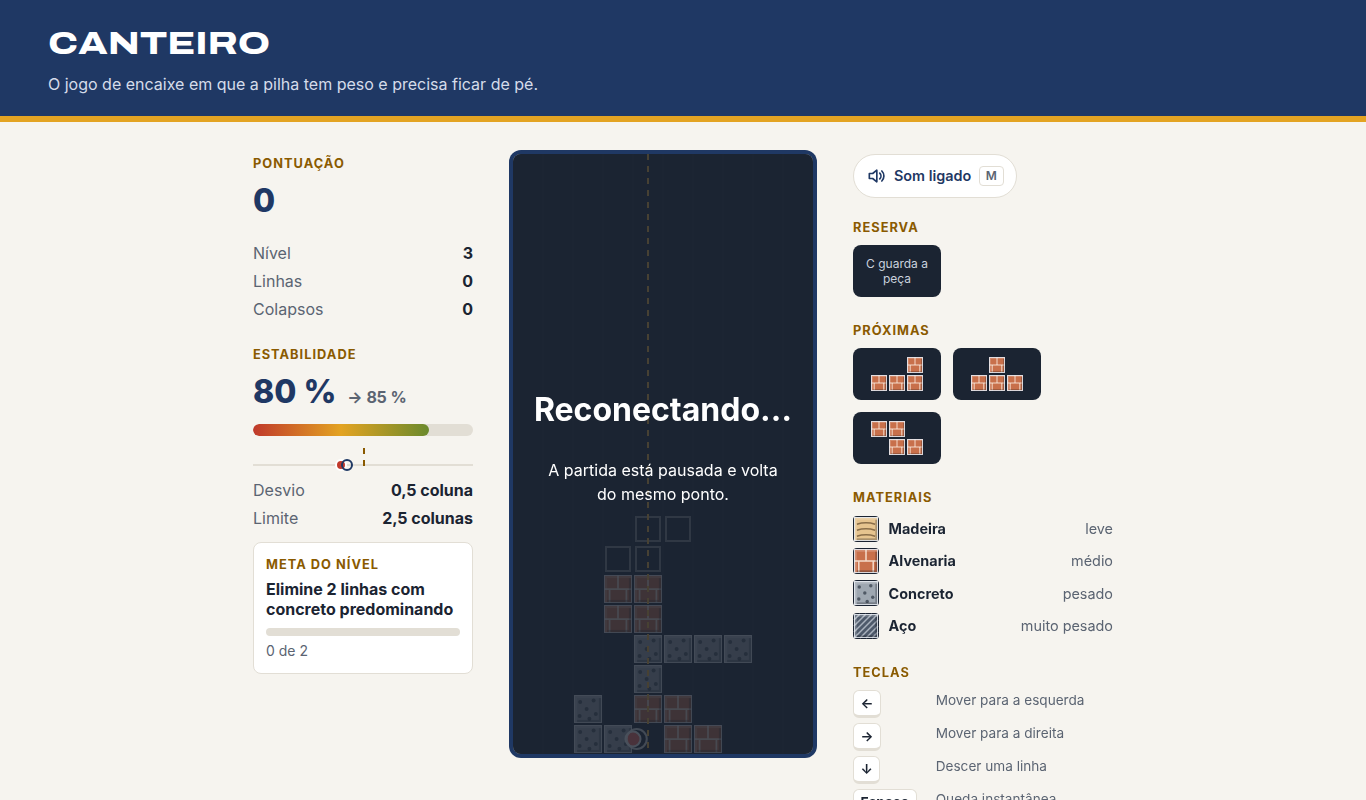 CANTEIRO
O jogo de encaixe em que a pilha tem peso e precisa ficar de pé.
PONTUAÇÃO
0
Nível 3
Linhas 0
Colapsos 0
ESTABILIDADE
80 % → 85 %
Desvio 0,5 coluna
Limite 2,5 colunas
META DO NÍVEL
Elimine 2 linhas com
concreto predominando
0 de 2
Reconectando...
A partida está pausada e volta
do mesmo ponto.
Som ligado M
RESERVA
C guarda a
peça
PRÓXIMAS
MATERIAIS
Madeira leve
Alvenaria médio
Concreto pesado
Aço muito pesado
TECLAS
← Mover para a esquerda
→ Mover para a direita
↓ Descer uma linha
Espaço Queda instantânea